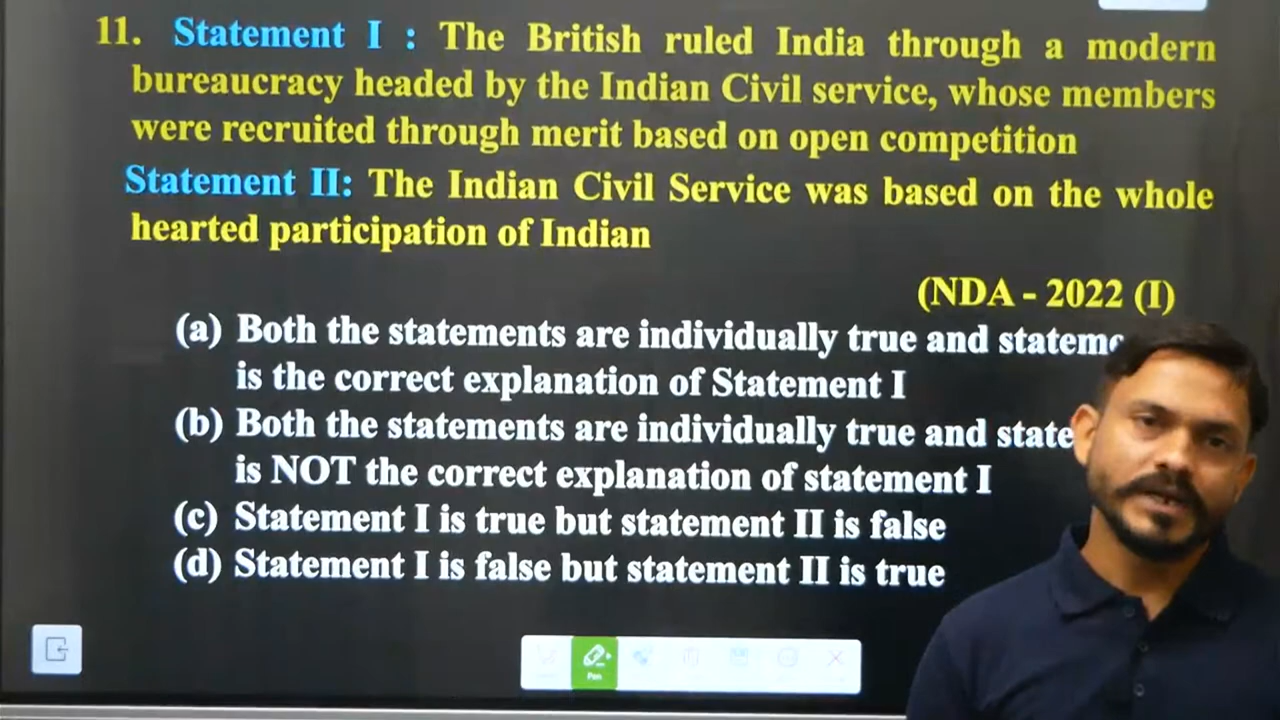 11. Statement I : The British ruled India through a modern
bureaucracy headed by the Indian Civil service, whose members
were recruited through merit based on open competition
Statement II: The Indian Civil Service was based on the whole
hearted participation of Indian
(NDA - 2022 (I)
(a) Both the statements are individually true and
is the correct explanation of Statement I
(b) Both the statements are individually true and
is NOT the correct explanation of statement I
(c) Statement I is true but statement II is false
(d) Statement I is false but statement II is true
Pen